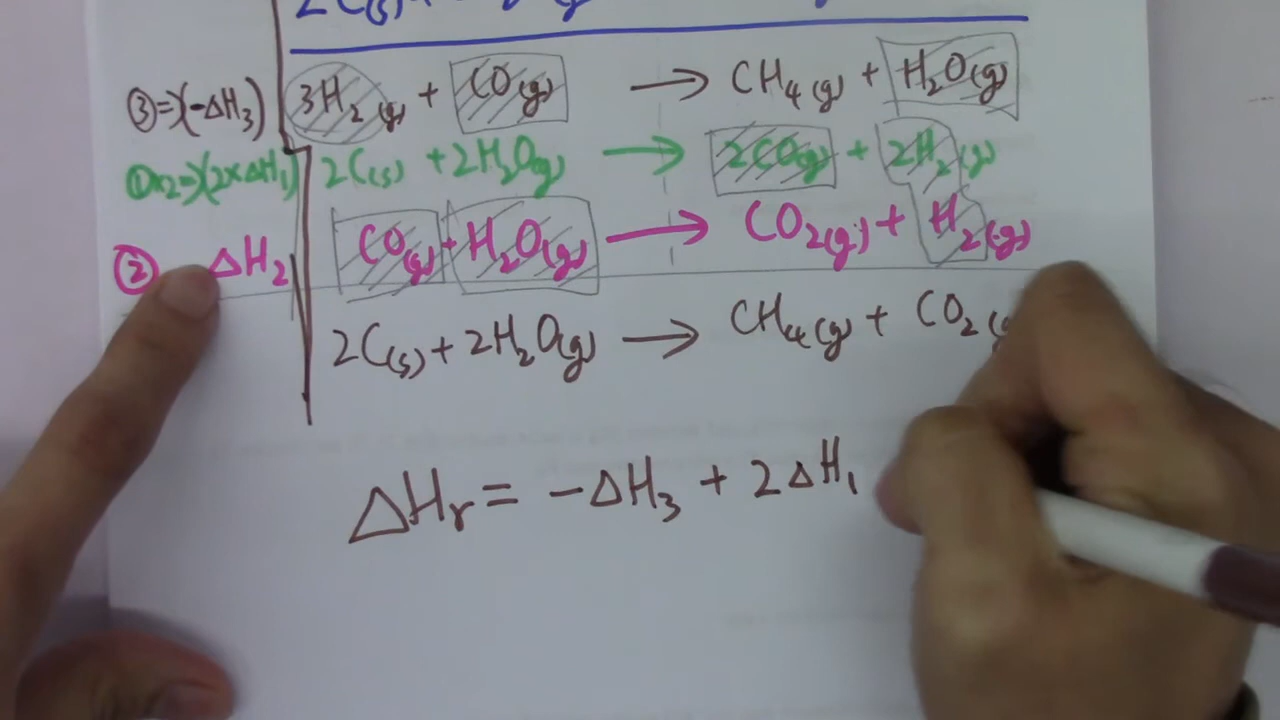 2C(s)
③⇒)(-ΔH₃) 3H₂(g) + CO(g) → CH₄(g) + H₂O(g)
①×2⇒)(2×ΔH₁) 2C(s) + 2H₂O(g) → 2CO(g) + 2H₂(g)
② ΔH₂ CO(g) + H₂O(g) → CO₂(g) + H₂(g)
2C(s) + 2H₂O(g) → CH₄(g) + CO₂(g
ΔHr = -ΔH₃ + 2ΔH₁